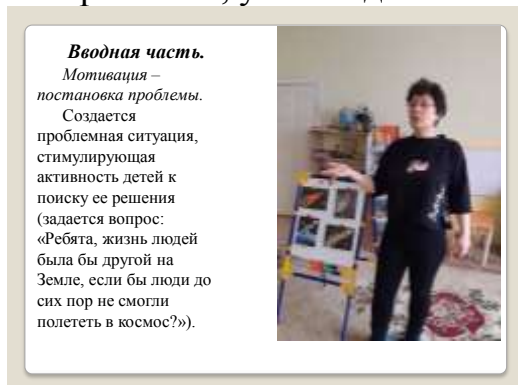 Вводная часть.
Мотивация –
постановка проблемы.
Создается
проблемная ситуация,
стимулирующая
активность детей к
поиску ее решения
(задается вопрос:
«Ребята, жизнь людей
была бы другой на
Земле, если бы люди до
сих пор не смогли
полететь в космос?»).